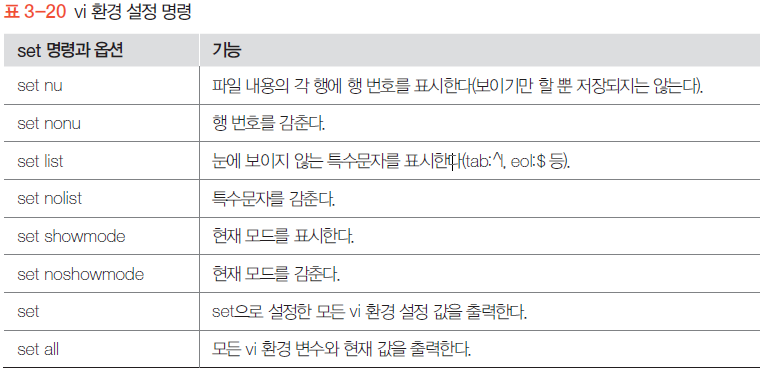 표 3-20 vi 환경 설정 명령
set 명령과 옵션 기능
set nu 파일 내용의 각 행에 행 번호를 표시한다(보이기만 할 뿐 저장되지는 않는다).
set nonu 행 번호를 감춘다.
set list 눈에 보이지 않는 특수문자를 표시한다(tab:^I, eol:$ 등).
set nolist 특수문자를 감춘다.
set showmode 현재 모드를 표시한다.
set noshowmode 현재 모드를 감춘다.
set set으로 설정한 모든 vi 환경 설정 값을 출력한다.
set all 모든 vi 환경 변수와 현재 값을 출력한다.